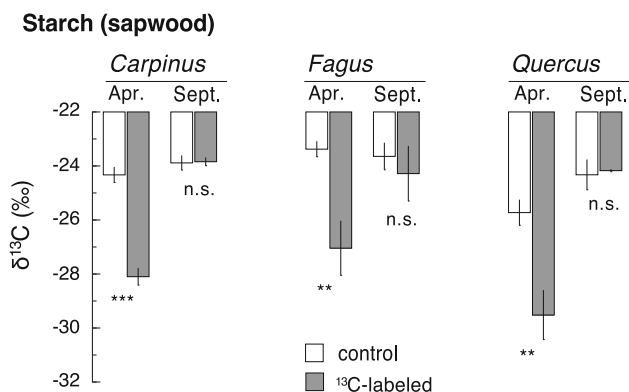 Starch (sapwood)
Carpinus Fagus Quercus
Apr. Sept. Apr. Sept. Apr. Sept.
-22
-24
-26
-28
-30
-32
δ¹³C (‰)
n.s. n.s. n.s.
*** ** **
control
¹³C-labeled